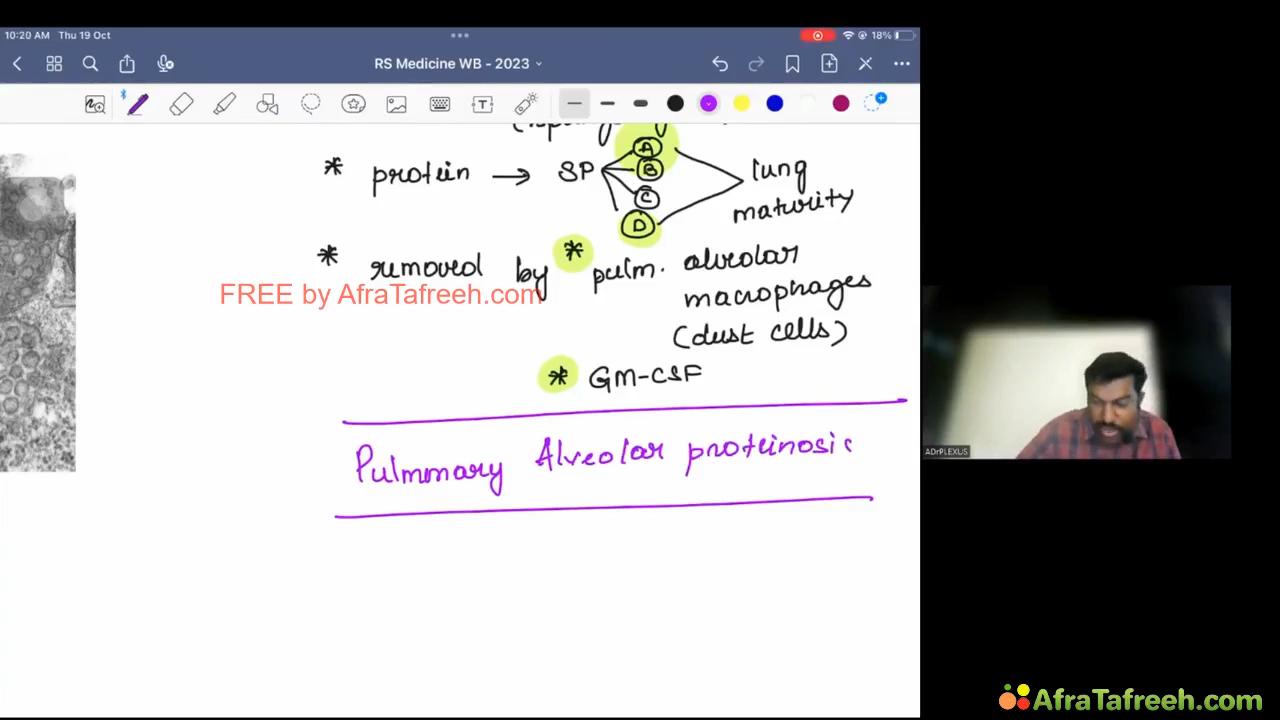 10:20 AM Thu 19 Oct
18%
RS Medicine WB - 2023
* protein → SP A B C D lung maturity
* removed by * pulm. alveolar macrophages (dust cells)
FREE by AfraTafreeh.com
* GM-CSF
Pulmonary Alveolar proteinosis
ADrPLEXUS
AfraTafreeh.com